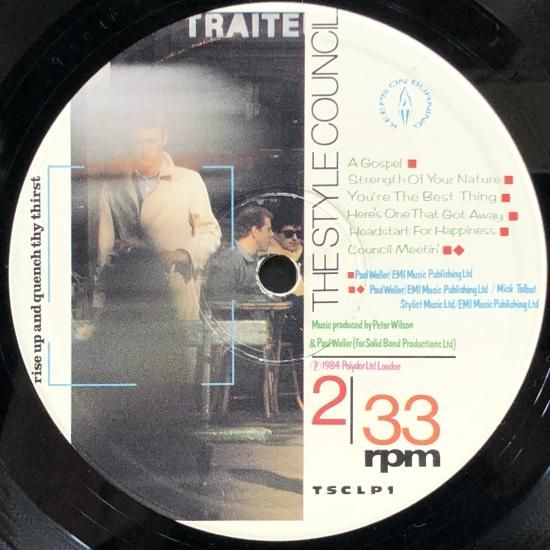 TRAITE
THE STYLE COUNCIL
KEEPS ON BURNING
rise up and quench thy thirst
A Gospel
Strength Of Your Nature
You're The Best Thing
Here's One That Got Away
Headstart For Happiness
Council Meetin'
Paul Weller/EMI Music Publishing Ltd
Paul Weller/EMI Music Publishing Ltd / Mick Talbot
Stylist Music Ltd/EMI Music Publishing Ltd
Music produced by Peter Wilson
& Paul Weller (for Solid Bond Productions Ltd)
Ⓟ 1984 Polydor Ltd London
2 33
rpm
TSCLP1